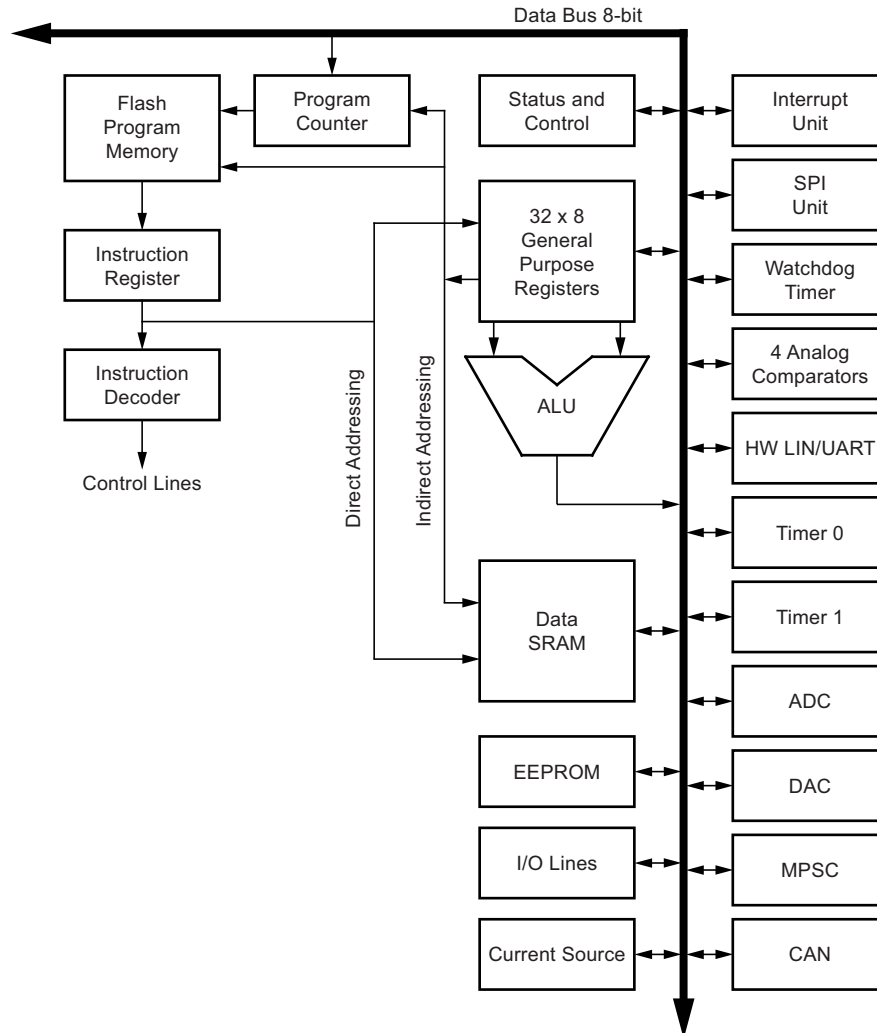 Data Bus 8-bit
Flash
Program
Memory
Program
Counter
Status and
Control
Interrupt
Unit
SPI
Unit
32 x 8
General
Purpose
Registers
Instruction
Register
Watchdog
Timer
Instruction
Decoder
4 Analog
Comparators
ALU
Control Lines
Direct Addressing
Indirect Addressing
HW LIN/UART
Timer 0
Data
SRAM
Timer 1
ADC
EEPROM
DAC
I/O Lines
MPSC
Current Source
CAN